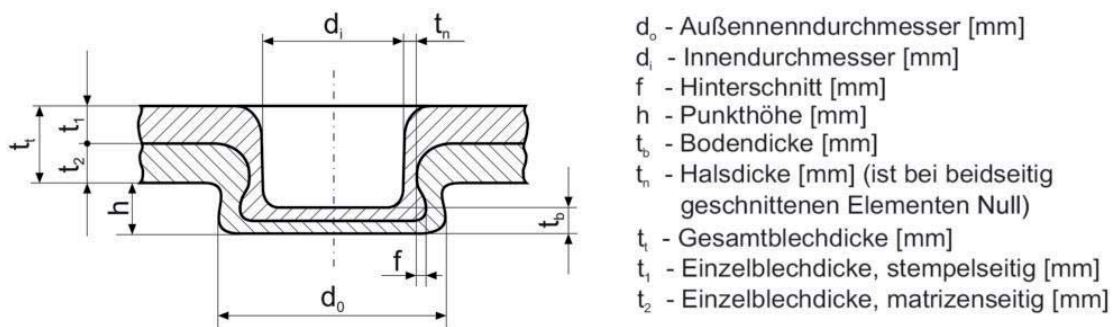 dᵢ
tₙ
tₜ
t₁
t₂
h
t_b
f
d₀
dₒ - Außennenndurchmesser [mm]
dᵢ - Innendurchmesser [mm]
f - Hinterschnitt [mm]
h - Punkthöhe [mm]
t_b - Bodendicke [mm]
tₙ - Halsdicke [mm] (ist bei beidseitig
geschnittenen Elementen Null)
tₜ - Gesamtblechdicke [mm]
t₁ - Einzelblechdicke, stempelseitig [mm]
t₂ - Einzelblechdicke, matrizenseitig [mm]